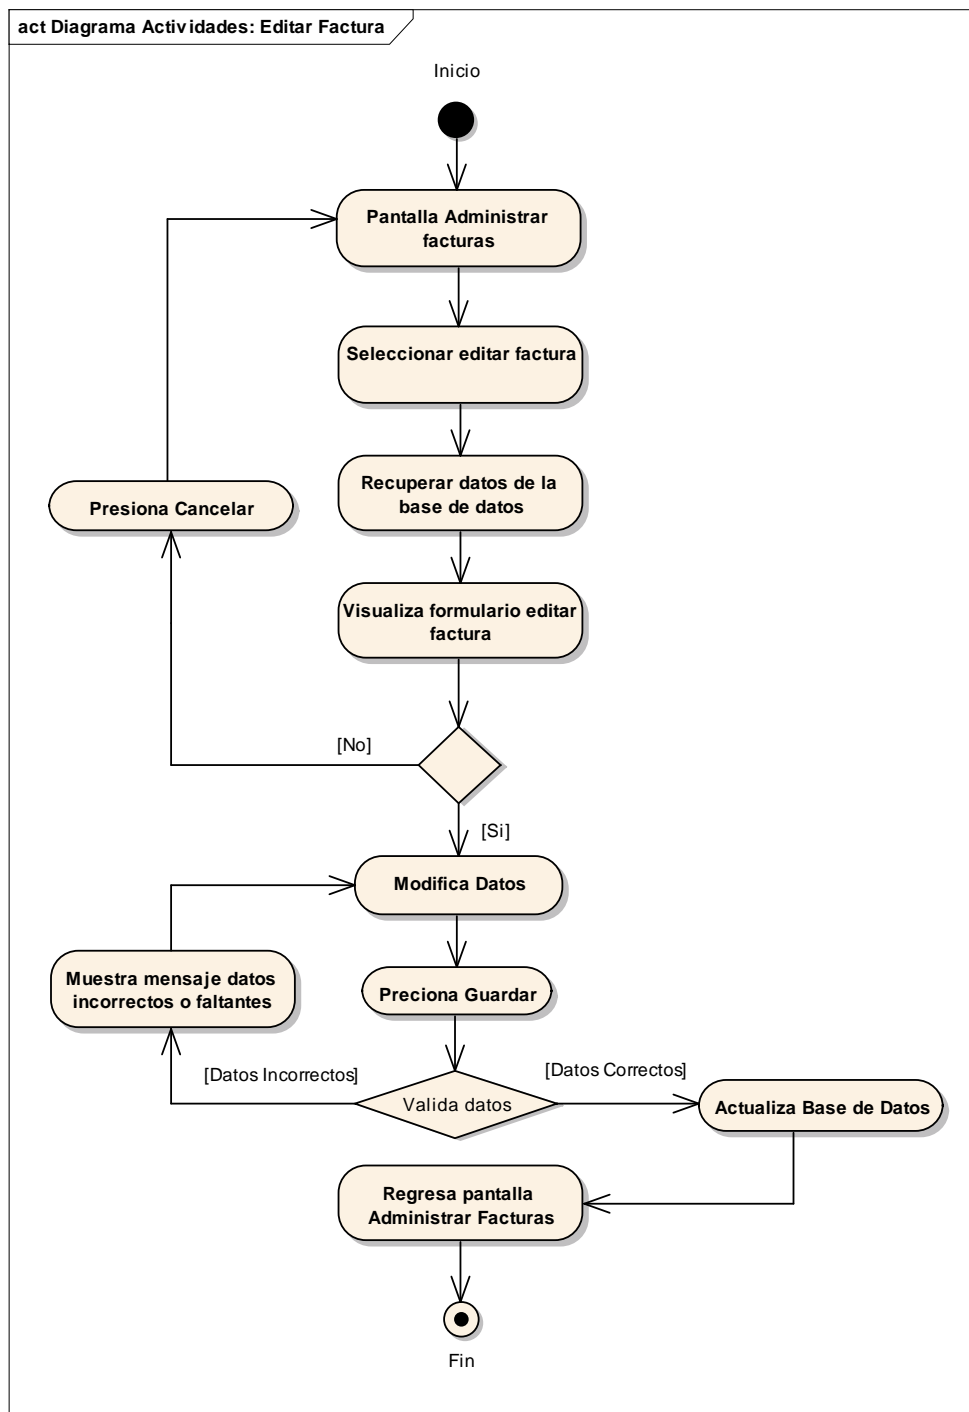 act Diagrama Actividades: Editar Factura
Inicio
Pantalla Administrar
facturas
Seleccionar editar factura
Recuperar datos de la
base de datos
Presiona Cancelar
Visualiza formulario editar
factura
[No]
[Si]
Modifica Datos
Muestra mensaje datos
incorrectos o faltantes
Preciona Guardar
[Datos Incorrectos]
[Datos Correctos]
Valida datos
Actualiza Base de Datos
Regresa pantalla
Administrar Facturas
Fin